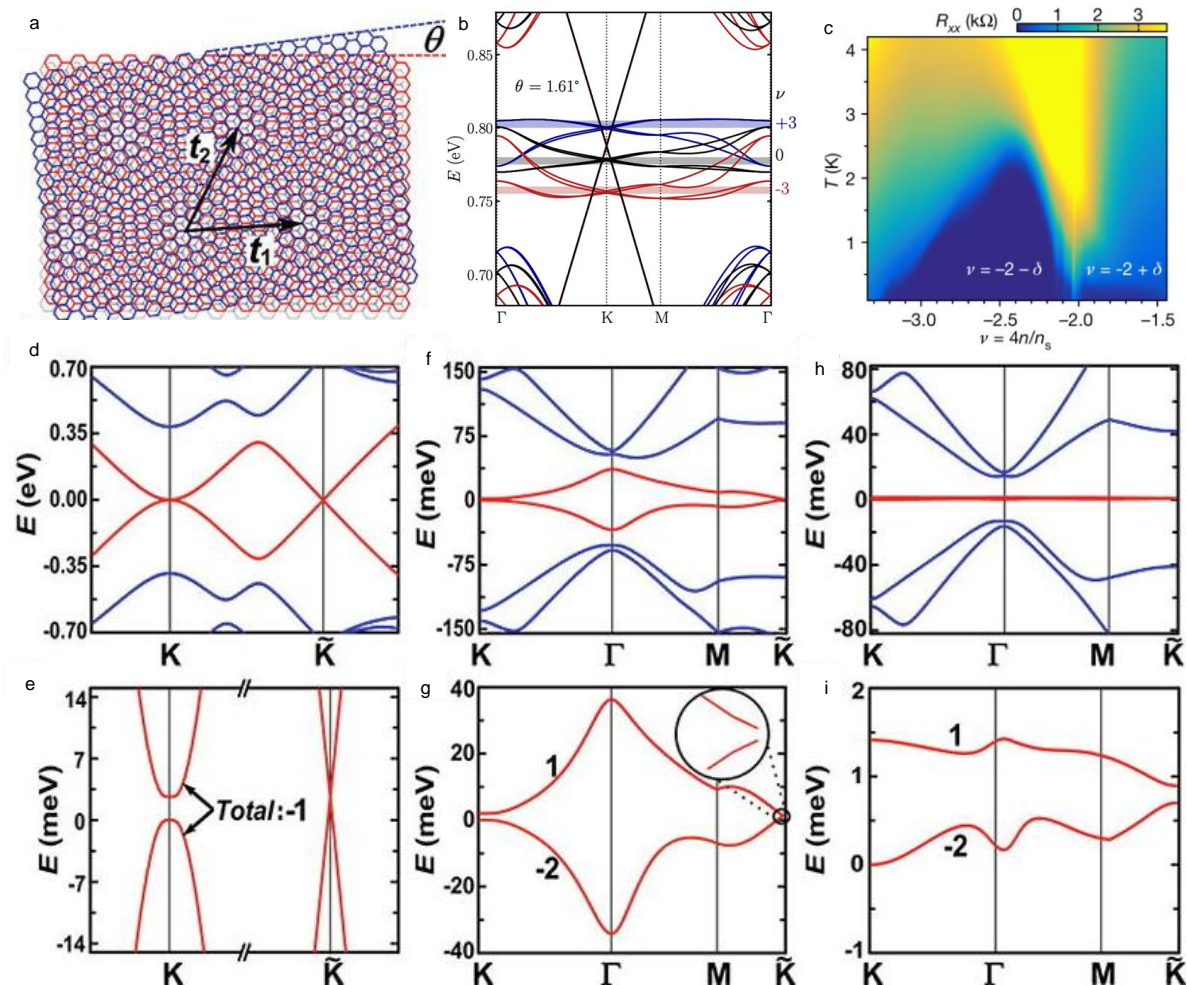 a
θ
t₂
t₁
b
0.85
0.80
0.75
0.70
E (eV)
θ = 1.61°
ν
+3
0
-3
Γ K M Γ
c
R_xx (kΩ)
0 1 2 3
4
3
2
1
T (K)
ν = −2 − δ
ν = −2 + δ
−3.0 −2.5 −2.0 −1.5
ν = 4n/n_s
d
0.70
0.35
0.00
-0.35
-0.70
E (eV)
K K̃
f
150
75
0
-75
-150
E (meV)
K Γ M K̃
h
80
40
0
-40
-80
E (meV)
K Γ M K̃
e
14
7
0
-7
-14
E (meV)
Total:-1
K K̃
g
40
20
0
-20
-40
E (meV)
1
-2
K Γ M K̃
i
2
1
0
-1
E (meV)
1
-2
K Γ M K̃